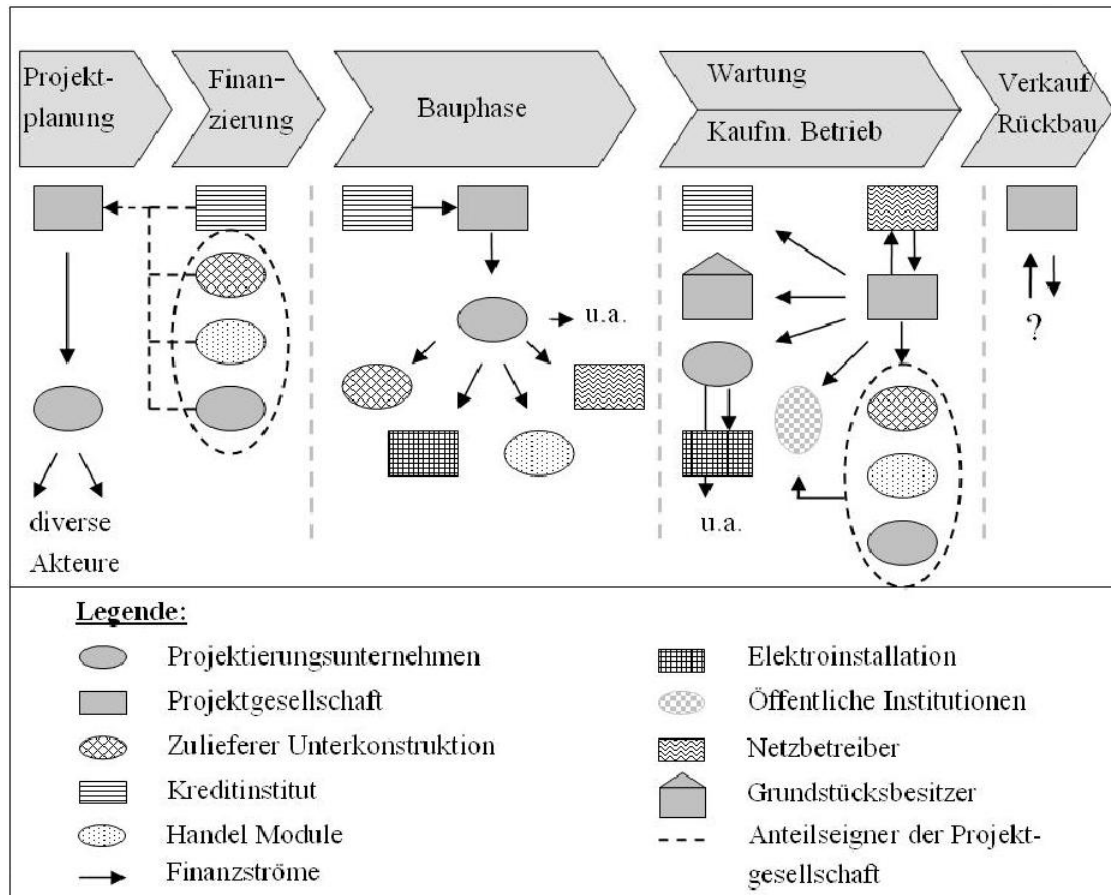 Projekt-
planung
Finan-
zierung
Bauphase
Wartung
Kaufm. Betrieb
Verkauf/
Rückbau
diverse
Akteure
u.a.
u.a.
?
Legende:
Projektierungsunternehmen
Projektgesellschaft
Zulieferer Unterkonstruktion
Kreditinstitut
Handel Module
Finanzströme
Elektroinstallation
Öffentliche Institutionen
Netzbetreiber
Grundstücksbesitzer
Anteilseigner der Projekt-
gesellschaft